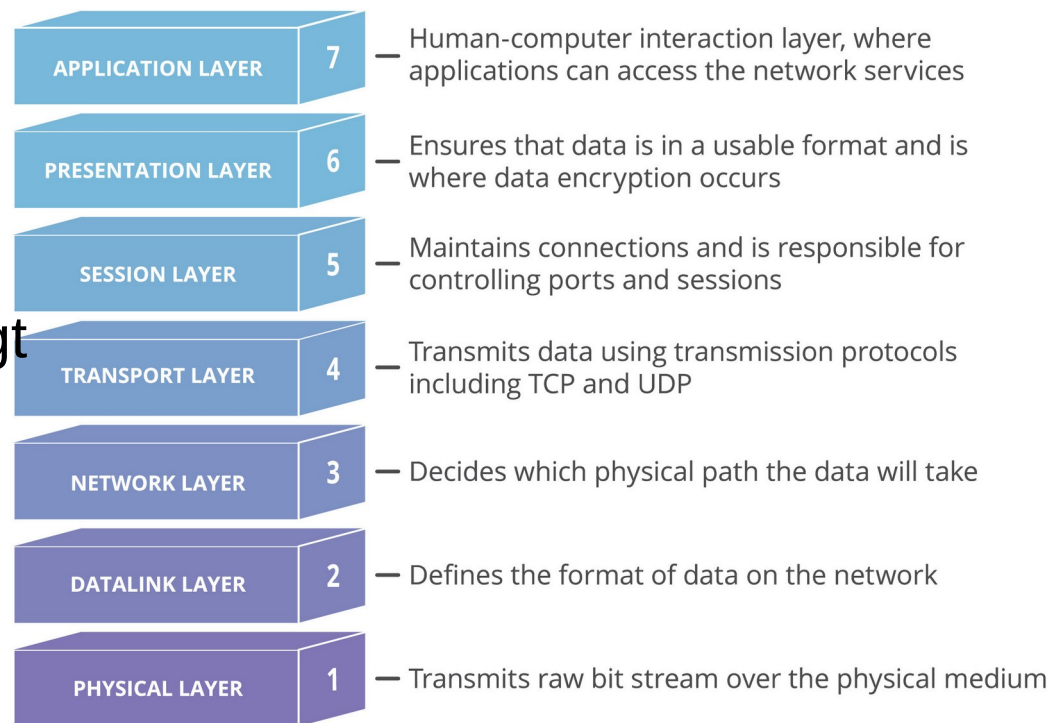 APPLICATION LAYER
7
Human-computer interaction layer, where
applications can access the network services
PRESENTATION LAYER
6
Ensures that data is in a usable format and is
where data encryption occurs
SESSION LAYER
5
Maintains connections and is responsible for
controlling ports and sessions
gt
TRANSPORT LAYER
4
Transmits data using transmission protocols
including TCP and UDP
NETWORK LAYER
3
Decides which physical path the data will take
DATALINK LAYER
2
Defines the format of data on the network
PHYSICAL LAYER
1
Transmits raw bit stream over the physical medium